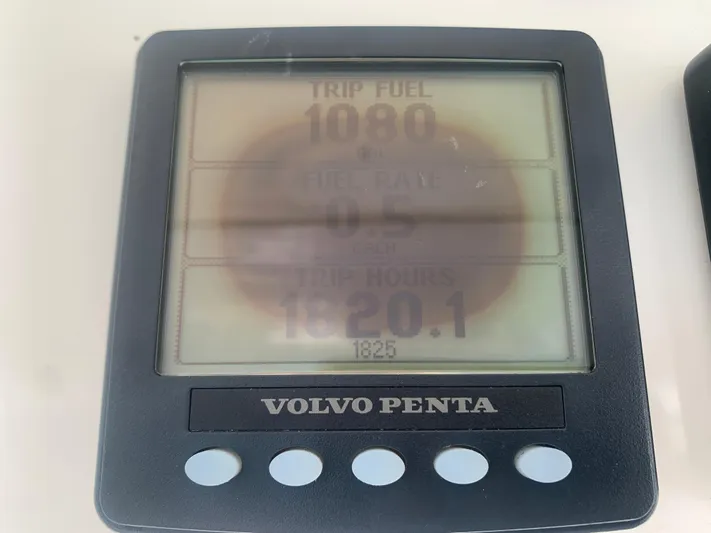 TRIP FUEL
1080
FUEL RATE
0.5
TRIP HOURS
1820.1
1825
VOLVO PENTA